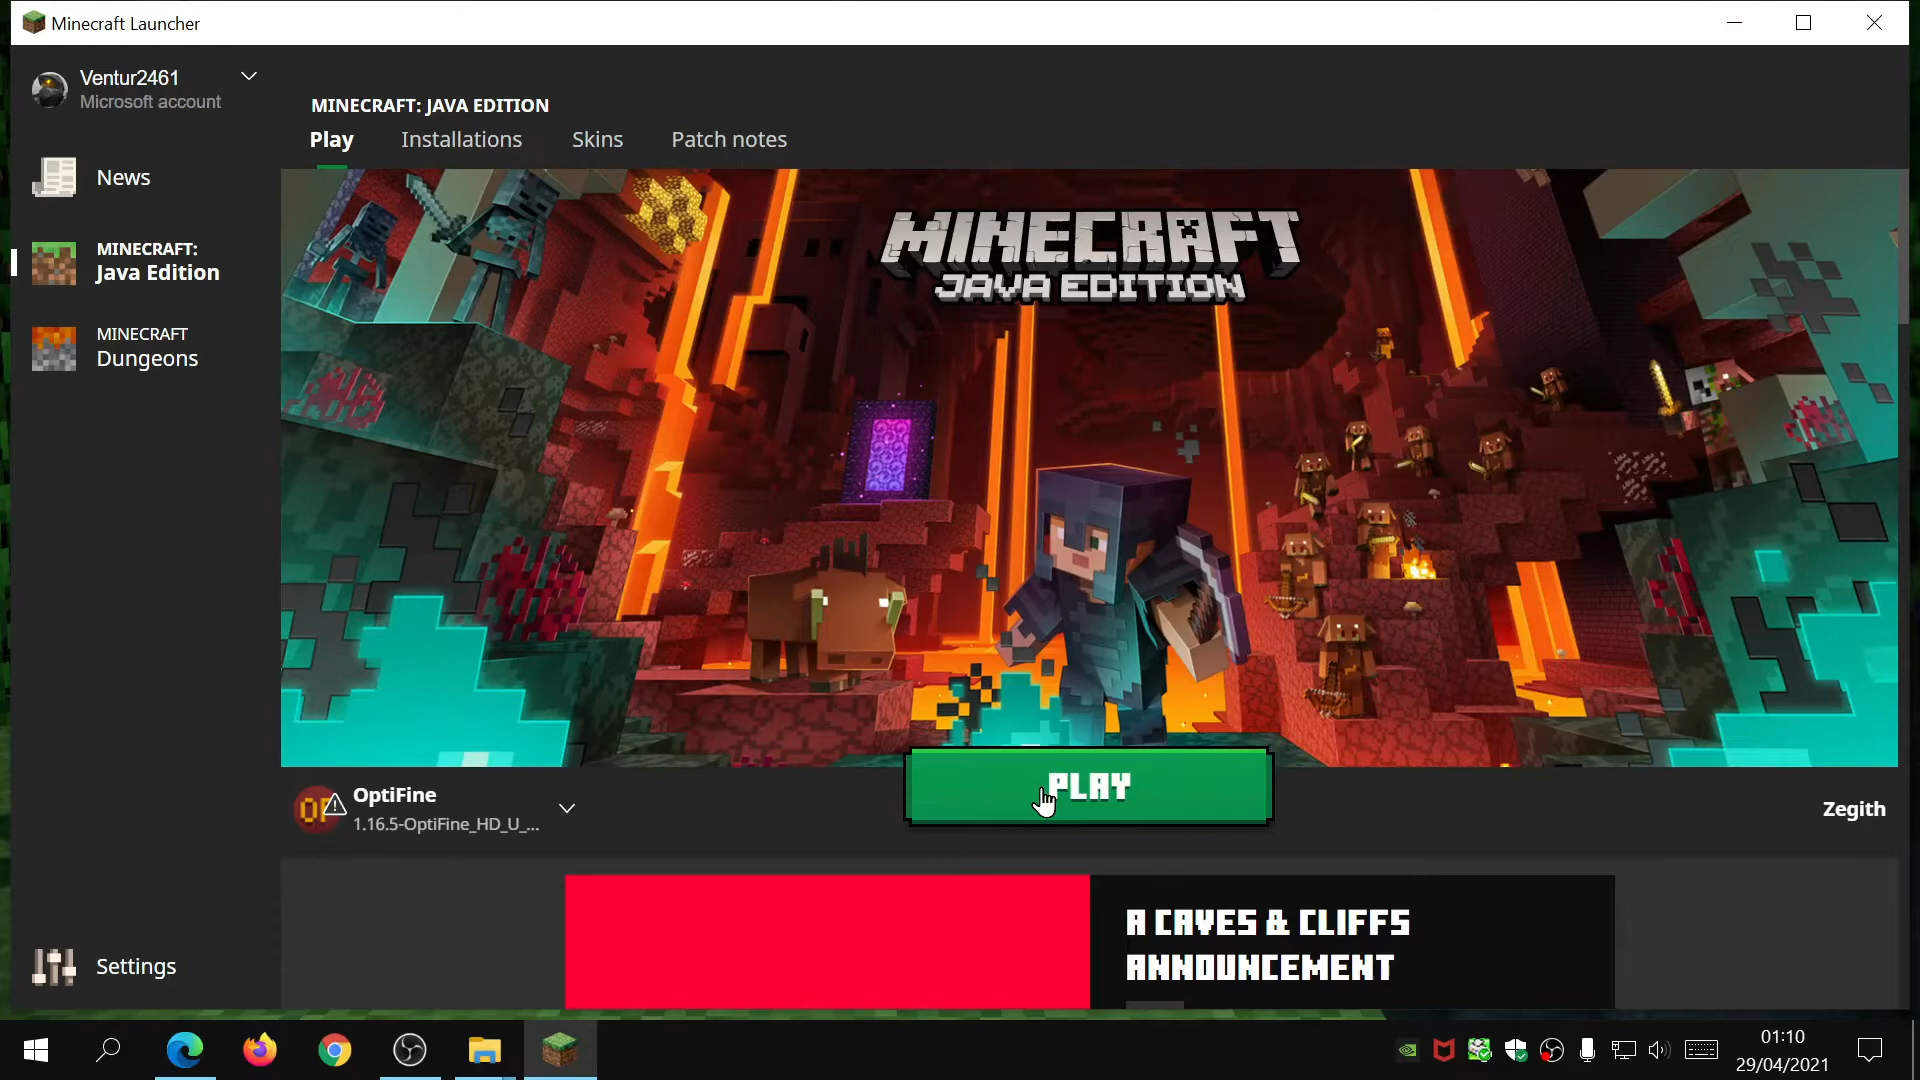 Minecraft Launcher
Ventur2461
Microsoft account
News
MINECRAFT:
Java Edition
MINECRAFT
Dungeons
Settings
MINECRAFT: JAVA EDITION
Play Installations Skins Patch notes
MINECRAFT
JAVA EDITION
OptiFine
1.16.5-OptiFine_HD_U_...
PLAY
Zegith
A CAVES & CLIFFS
ANNOUNCEMENT
01:10
29/04/2021